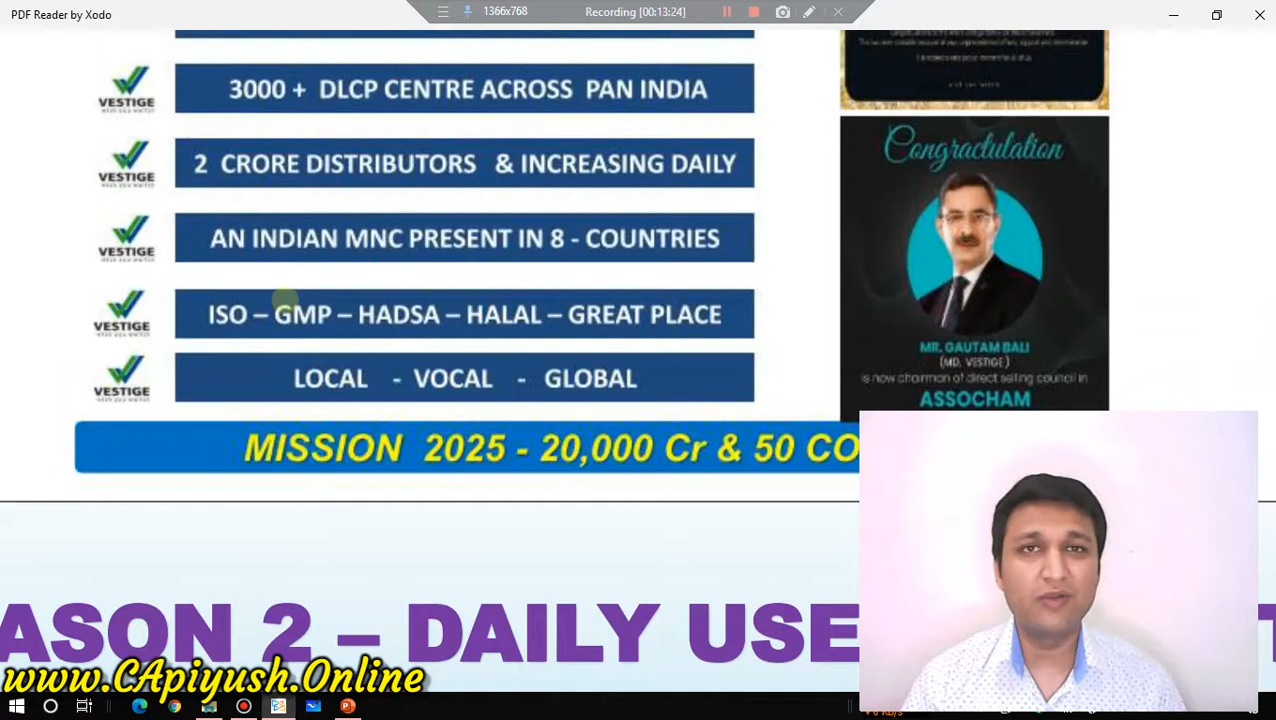 PDF Reader by Xodo
1366x768
Recording [00:13:24]
VESTIGE
3000 + DLCP CENTRE ACROSS PAN INDIA
VESTIGE
2 CRORE DISTRIBUTORS & INCREASING DAILY
VESTIGE
AN INDIAN MNC PRESENT IN 8 - COUNTRIES
VESTIGE
ISO – GMP – HADSA – HALAL – GREAT PLACE
VESTIGE
LOCAL - VOCAL - GLOBAL
MISSION 2025 - 20,000 Cr & 50 CO
Congractulation
MR. GAUTAM BALI
(MD. VESTIGE)
is now chairman of direct selling council in
ASSOCHAM
ASON 2 – DAILY USE
www.CApiyush.Online